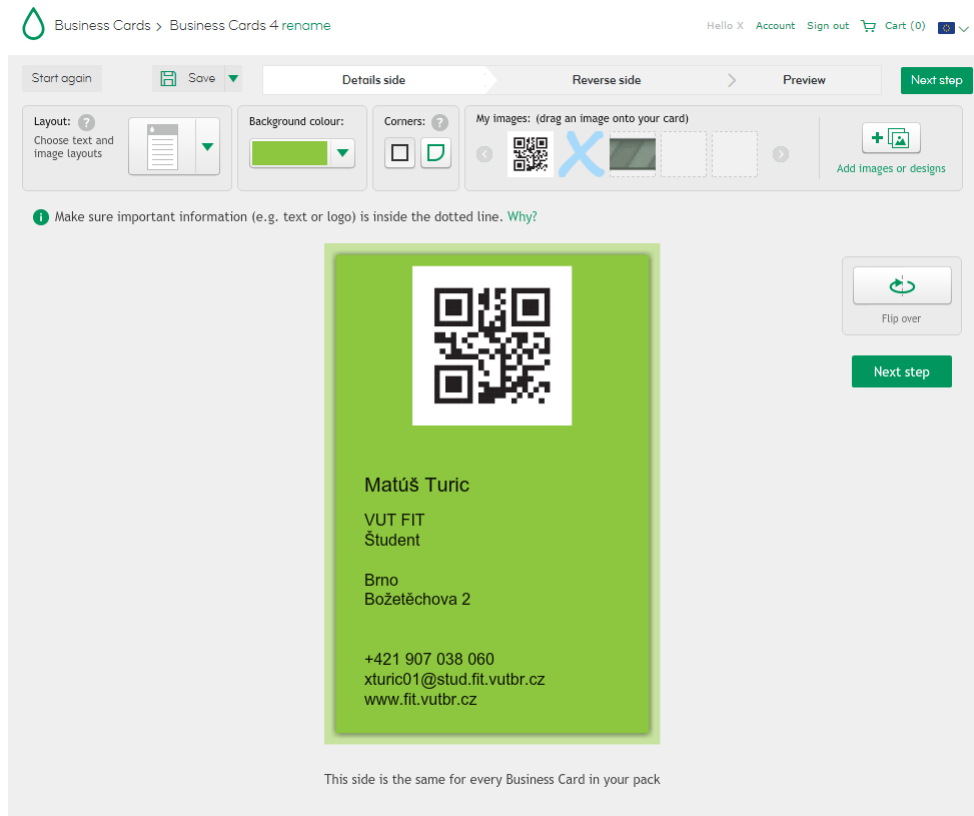 Business Cards > Business Cards 4 rename
Hello X Account Sign out Cart (0)
Start again
Save
Details side
Reverse side
Preview
Next step
Layout: ?
Choose text and
image layouts
Background colour:
Corners: ?
My images: (drag an image onto your card)
Add images or designs
Make sure important information (e.g. text or logo) is inside the dotted line. Why?
Flip over
Next step
Matúš Turic
VUT FIT
Študent
Brno
Božetěchova 2
+421 907 038 060
xturic01@stud.fit.vutbr.cz
www.fit.vutbr.cz
This side is the same for every Business Card in your pack